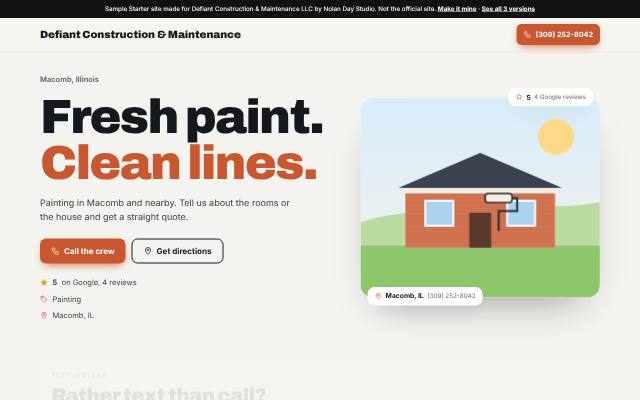 Sample Starter site made for Defiant Construction & Maintenance LLC by Nolan Day Studio. Not the official site. Make it mine · See all 3 versions
Defiant Construction & Maintenance
(309) 252-8042
Macomb, Illinois
Fresh paint.
Clean lines.
Painting in Macomb and nearby. Tell us about the rooms or
the house and get a straight quote.
Call the crew
Get directions
5 on Google, 4 reviews
Painting
Macomb, IL
5 4 Google reviews
Macomb, IL (309) 252-8042
TEXT INSTEAD
Rather text than call?